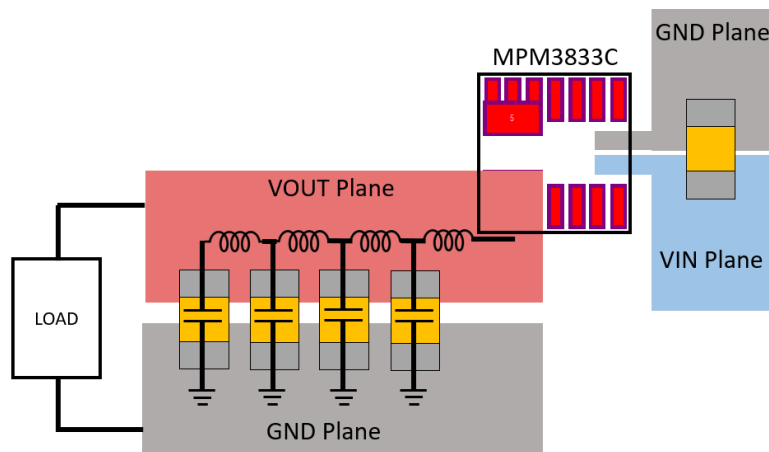 GND Plane
MPM3833C
5
VOUT Plane
VIN Plane
LOAD
GND Plane